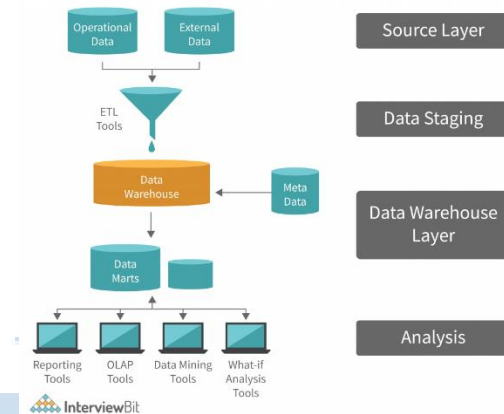 Operational
Data
External
Data
Source Layer
ETL
Tools
Data Staging
Data
Warehouse
Meta
Data
Data Warehouse
Layer
Data
Marts
Analysis
Reporting
Tools
OLAP
Tools
Data Mining
Tools
What-if
Analysis
Tools
InterviewBit